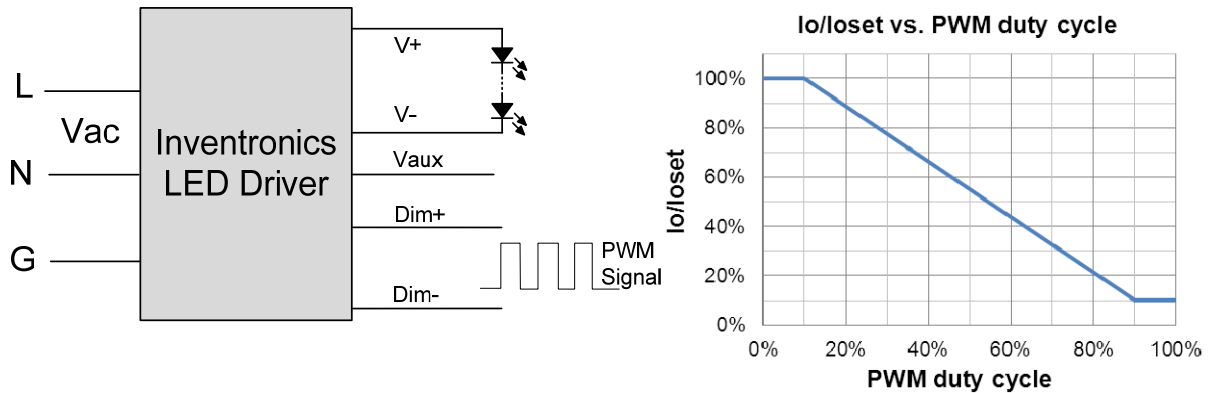 L
Vac
N
G
Inventronics
LED Driver
V+
V-
Vaux
Dim+
Dim-
PWM
Signal
Io/Ioset vs. PWM duty cycle
Io/Ioset
100%
80%
60%
40%
20%
0%
0% 20% 40% 60% 80% 100%
PWM duty cycle